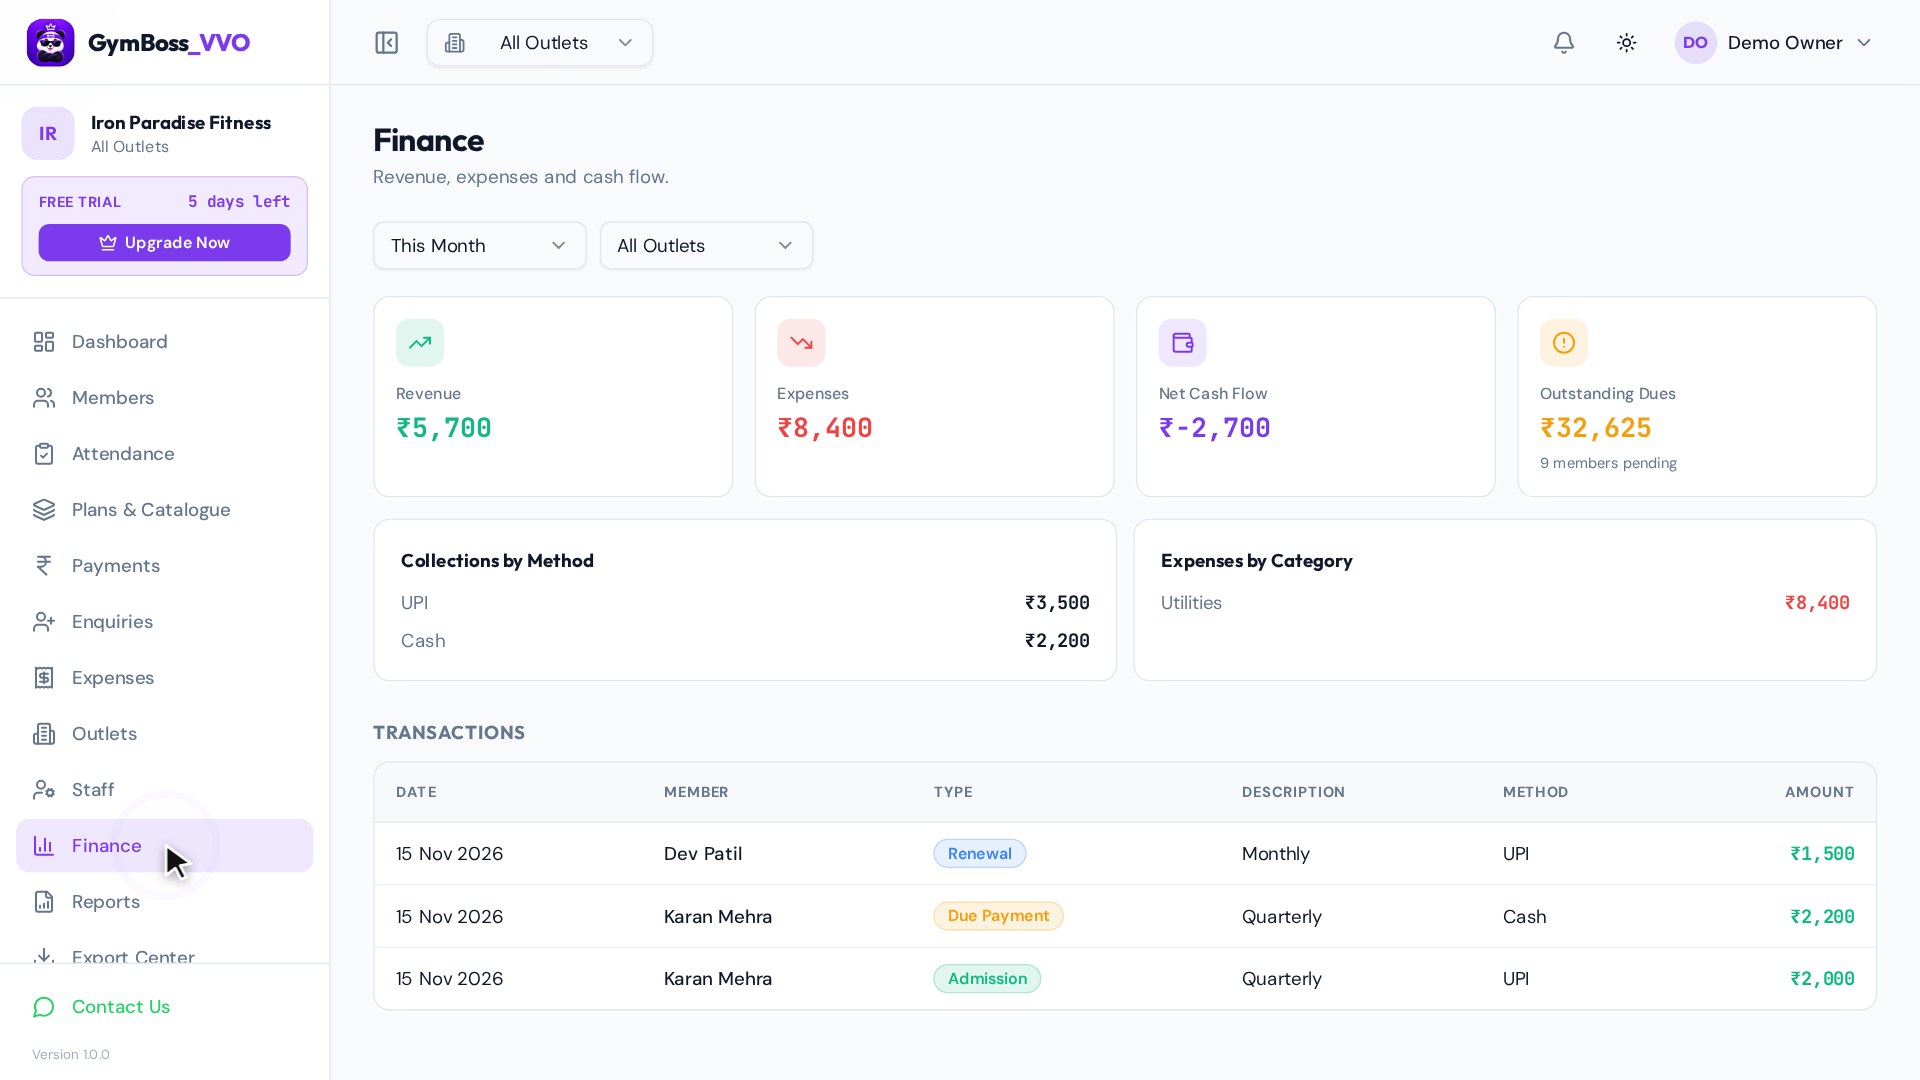 GymBoss_VVO
All Outlets
DO
Demo Owner
IR
Iron Paradise Fitness
All Outlets
FREE TRIAL
5 days left
Upgrade Now
Dashboard
Members
Attendance
Plans & Catalogue
Payments
Enquiries
Expenses
Outlets
Staff
Finance
Reports
Export Center
Contact Us
Version 1.0.0
Finance
Revenue, expenses and cash flow.
This Month
All Outlets
Revenue
₹5,700
Expenses
₹8,400
Net Cash Flow
₹-2,700
Outstanding Dues
₹32,625
9 members pending
Collections by Method
UPI ₹3,500
Cash ₹2,200
Expenses by Category
Utilities ₹8,400
TRANSACTIONS
DATE MEMBER TYPE DESCRIPTION METHOD AMOUNT
15 Nov 2026 Dev Patil Renewal Monthly UPI ₹1,500
15 Nov 2026 Karan Mehra Due Payment Quarterly Cash ₹2,200
15 Nov 2026 Karan Mehra Admission Quarterly UPI ₹2,000